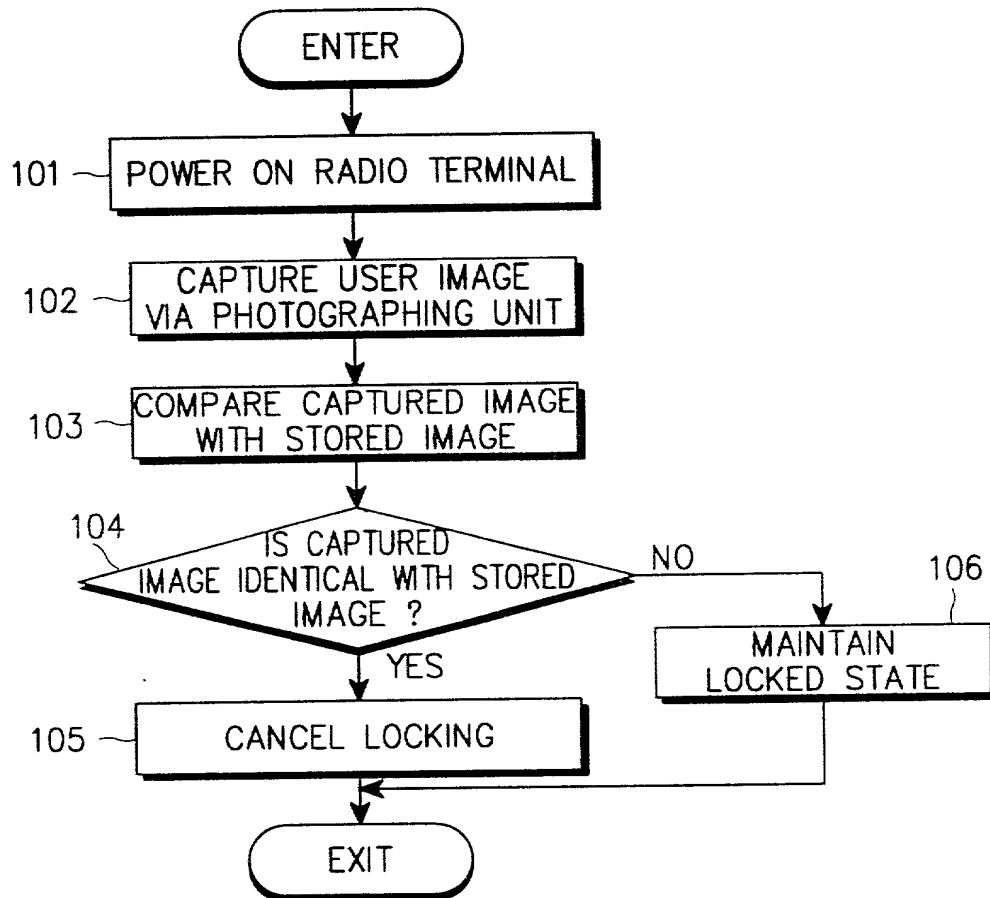 ENTER
101
POWER ON RADIO TERMINAL
102
CAPTURE USER IMAGE
VIA PHOTOGRAPHING UNIT
103
COMPARE CAPTURED IMAGE
WITH STORED IMAGE
104
IS CAPTURED
IMAGE IDENTICAL WITH STORED
IMAGE ?
NO
106
MAINTAIN
LOCKED STATE
YES
105
CANCEL LOCKING
EXIT